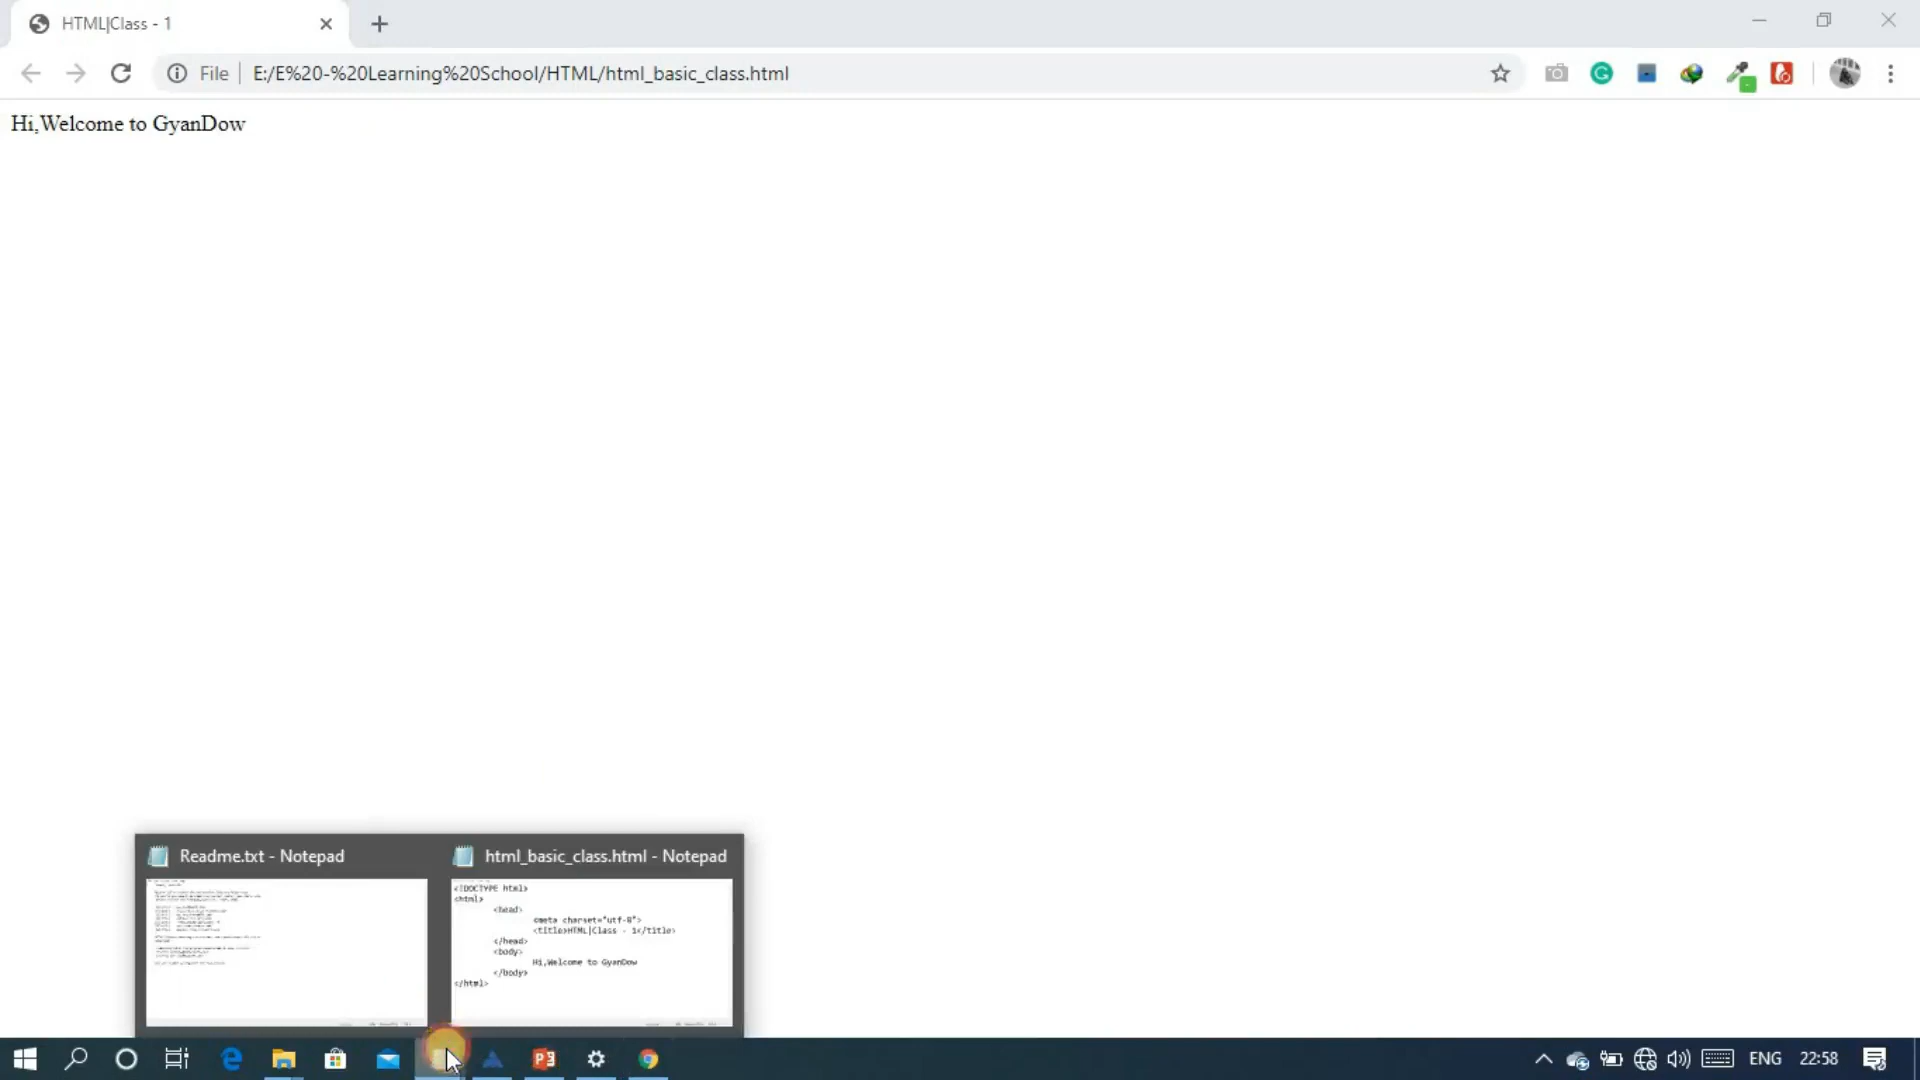 HTML|Class - 1
File
E:/E%20-%20Learning%20School/HTML/html_basic_class.html
Hi,Welcome to GyanDow
Readme.txt - Notepad
html_basic_class.html - Notepad
<!DOCTYPE html>
<html>
<head>
<meta charset="utf-8">
<title>HTML|Class - 1</title>
</head>
<body>
Hi,Welcome to GyanDow
</body>
</html>
ENG
22:58